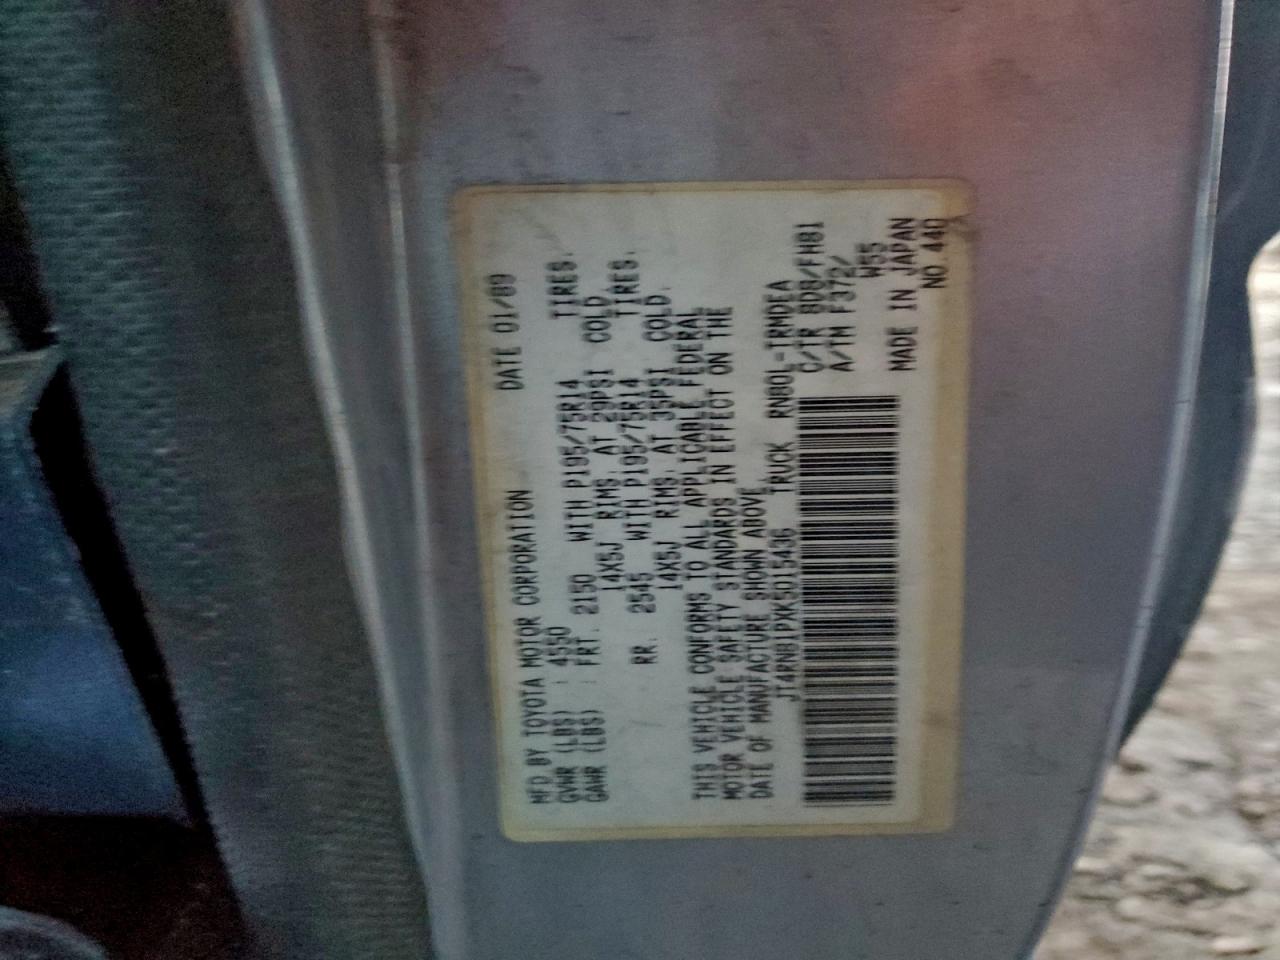 MFD BY TOYOTA MOTOR CORPORATION DATE 01/89
GVWR (LBS) : 4550
GAWR (LBS) : FRT. 2150 WITH P195/75R14 TIRES.
14X5J RIMS, AT 29PSI COLD.
RR. 2545 WITH P195/75R14 TIRES.
14X5J RIMS, AT 35PSI COLD.
THIS VEHICLE CONFORMS TO ALL APPLICABLE FEDERAL
MOTOR VEHICLE SAFETY STANDARDS IN EFFECT ON THE
DATE OF MANUFACTURE SHOWN ABOVE
JT4RN81PXK5015436 TRUCK RN80L-TRMDEA
C/TR 8D8/FH81
A/TM F372/
W55
MADE IN JAPAN
NO.440